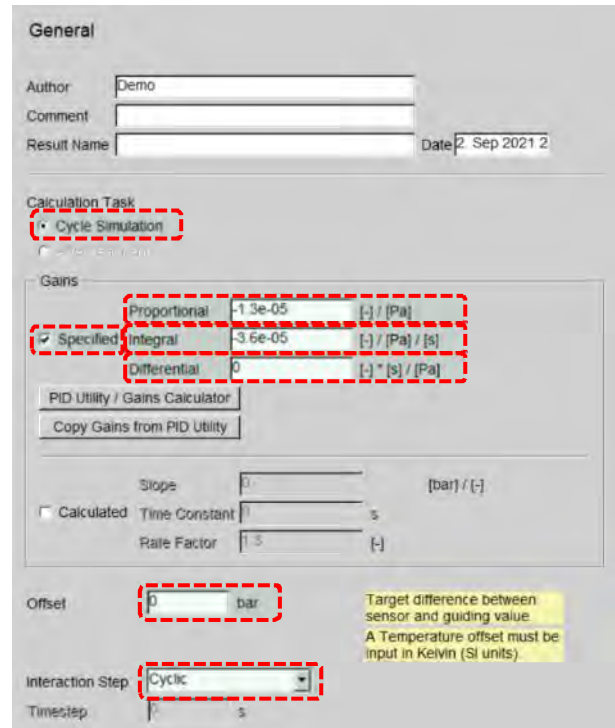 General
Author Demo
Comment
Result Name Date 2. Sep 2021 2
Calculation Task
Cycle Simulation
Gains
Proportional -1.3e-05 [-] / [Pa]
Specified Integral -3.6e-05 [-] / [Pa] / [s]
Differential 0 [-] * [s] / [Pa]
PID Utility / Gains Calculator
Copy Gains from PID Utility
Slope 0 [bar] / [-]
Calculated Time Constant 0 s
Rate Factor 1.3 [-]
Offset 0 bar Target difference between
sensor and guiding value
A Temperature offset must be
input in Kelvin (SI units)
Interaction Step Cyclic
Timestep 0 s